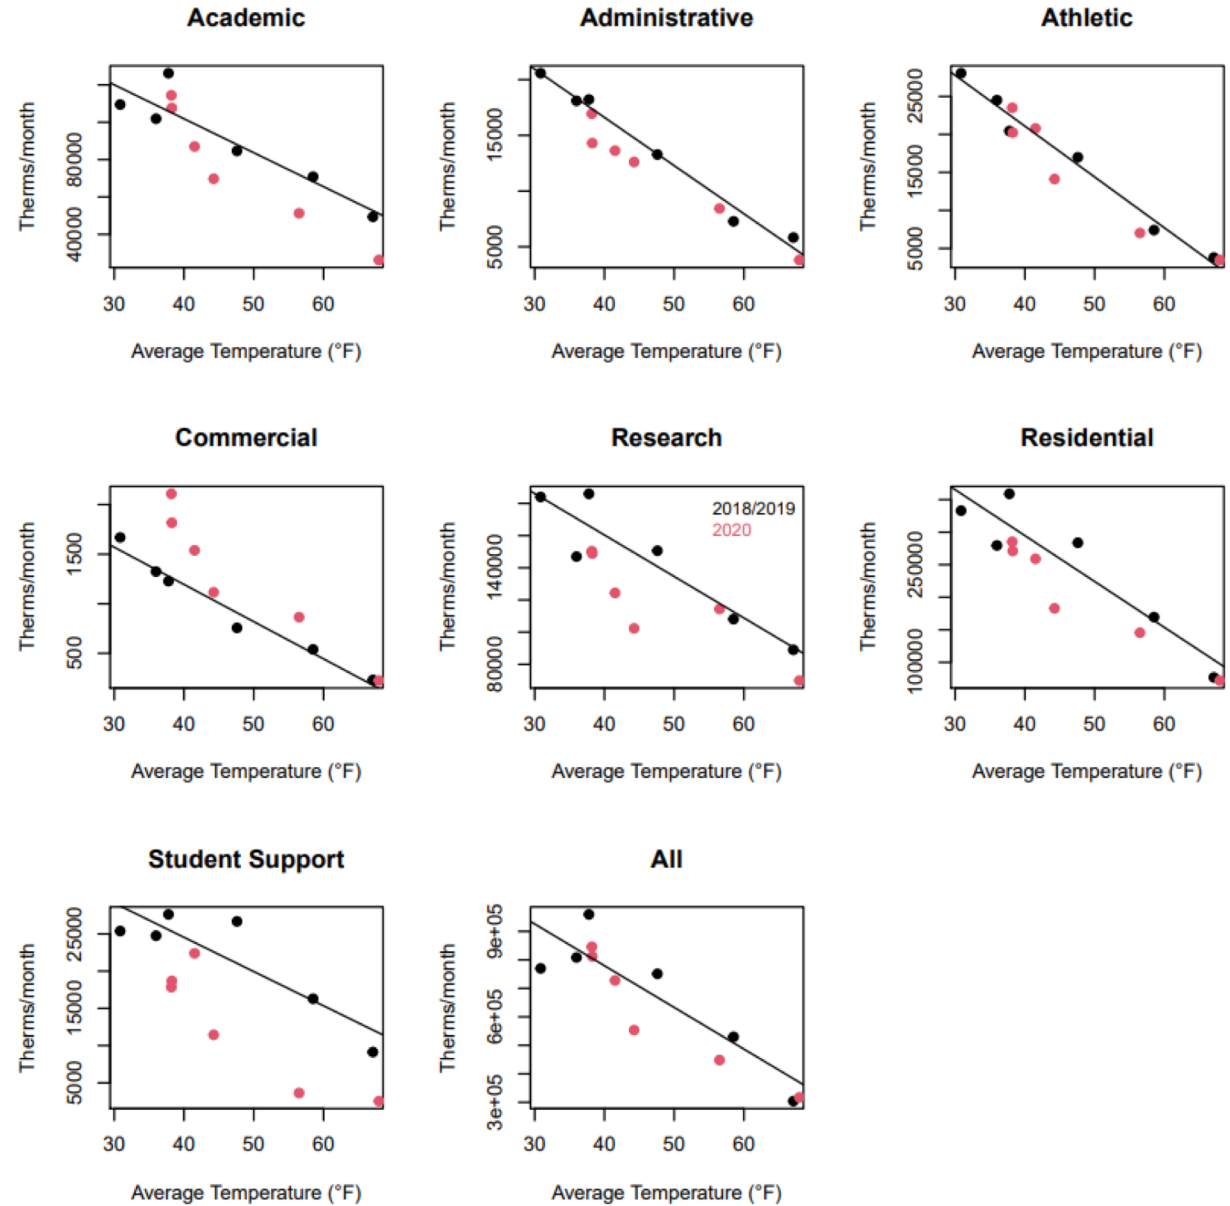 Academic
Administrative
Athletic
Therms/month
40000
80000
30 40 50 60
Average Temperature (°F)
Therms/month
5000
15000
30 40 50 60
Average Temperature (°F)
Therms/month
5000
15000
25000
30 40 50 60
Average Temperature (°F)
Commercial
Research
Residential
Therms/month
500
1500
30 40 50 60
Average Temperature (°F)
Therms/month
80000
140000
2018/2019
2020
30 40 50 60
Average Temperature (°F)
Therms/month
100000
250000
30 40 50 60
Average Temperature (°F)
Student Support
All
Therms/month
5000
15000
25000
30 40 50 60
Average Temperature (°F)
Therms/month
3e+05
6e+05
9e+05
30 40 50 60
Average Temperature (°F)